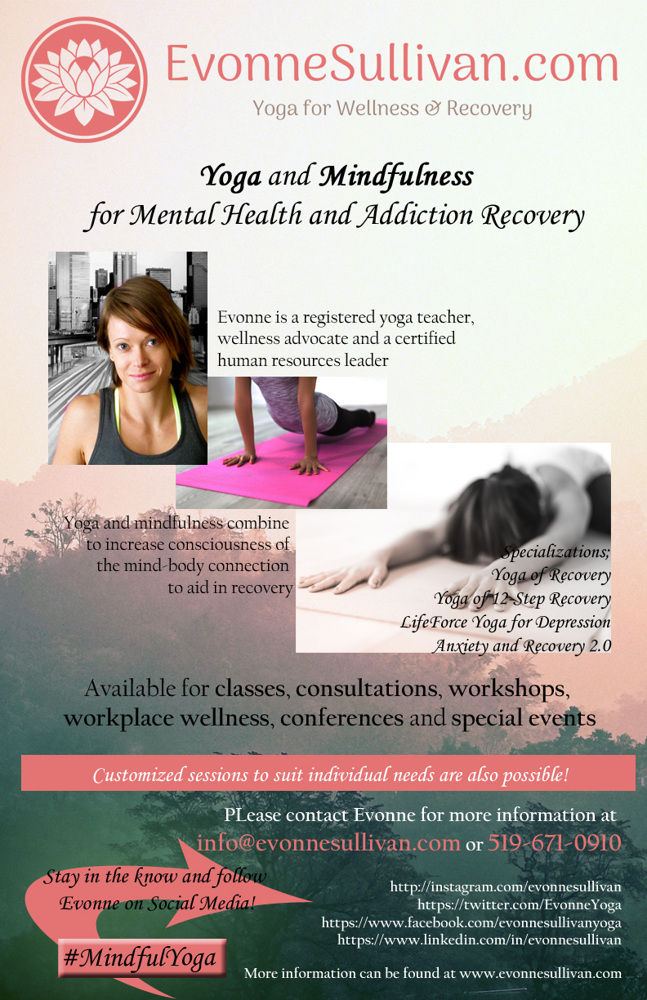 EvonneSullivan.com
Yoga for Wellness & Recovery
Yoga and Mindfulness
for Mental Health and Addiction Recovery
Evonne is a registered yoga teacher,
wellness advocate and a certified
human resources leader
Yoga and mindfulness combine
to increase consciousness of
the mind-body connection
to aid in recovery
Specializations;
Yoga of Recovery
Yoga of 12-Step Recovery
LifeForce Yoga for Depression
Anxiety and Recovery 2.0
Available for classes, consultations, workshops,
workplace wellness, conferences and special events
Customized sessions to suit individual needs are also possible!
PLease contact Evonne for more information at
info@evonnesullivan.com or 519-671-0910
Stay in the know and follow
Evonne on Social Media!
#MindfulYoga
http://instagram.com/evonnesullivan
https://twitter.com/EvonneYoga
https://www.facebook.com/evonnesullivanyoga
https://www.linkedin.com/in/evonnesullivan
More information can be found at www.evonnesullivan.com